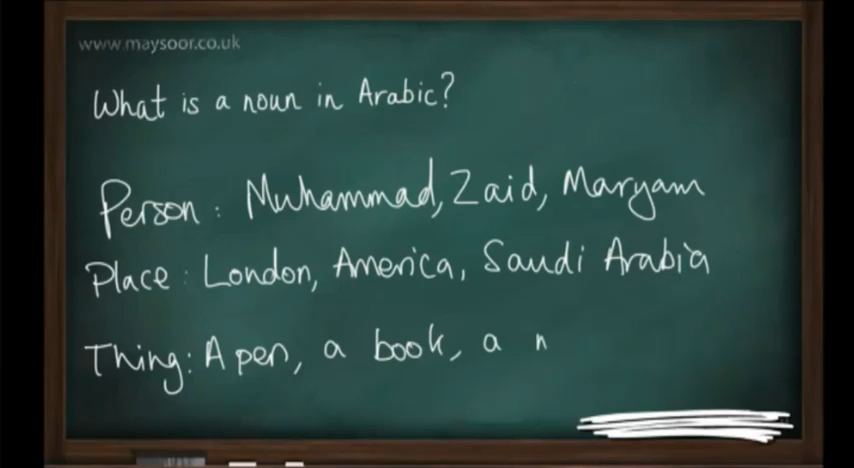 www.maysoor.co.uk
What is a noun in Arabic?
Person: Muhammad, Zaid, Maryam
Place: London, America, Saudi Arabia
Thing: A pen, a book, a n